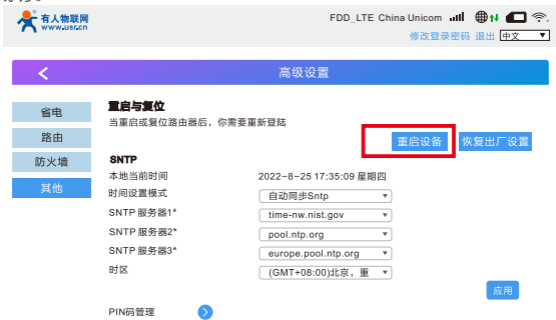 有人物联网
www.usr.cn
FDD_LTE China Unicom
修改登录密码 退出 中文
高级设置
省电
路由
防火墙
其他
重启与复位
当重启或复位路由器后，你需要重新登陆
重启设备 恢复出厂设置
SNTP
本地当前时间 2022-8-25 17:35:09 星期四
时间设置模式 自动同步Sntp
SNTP 服务器1* time-nw.nist.gov
SNTP 服务器2* pool.ntp.org
SNTP 服务器3* europe.pool.ntp.org
时区 (GMT+08:00)北京，重
应用
PIN码管理